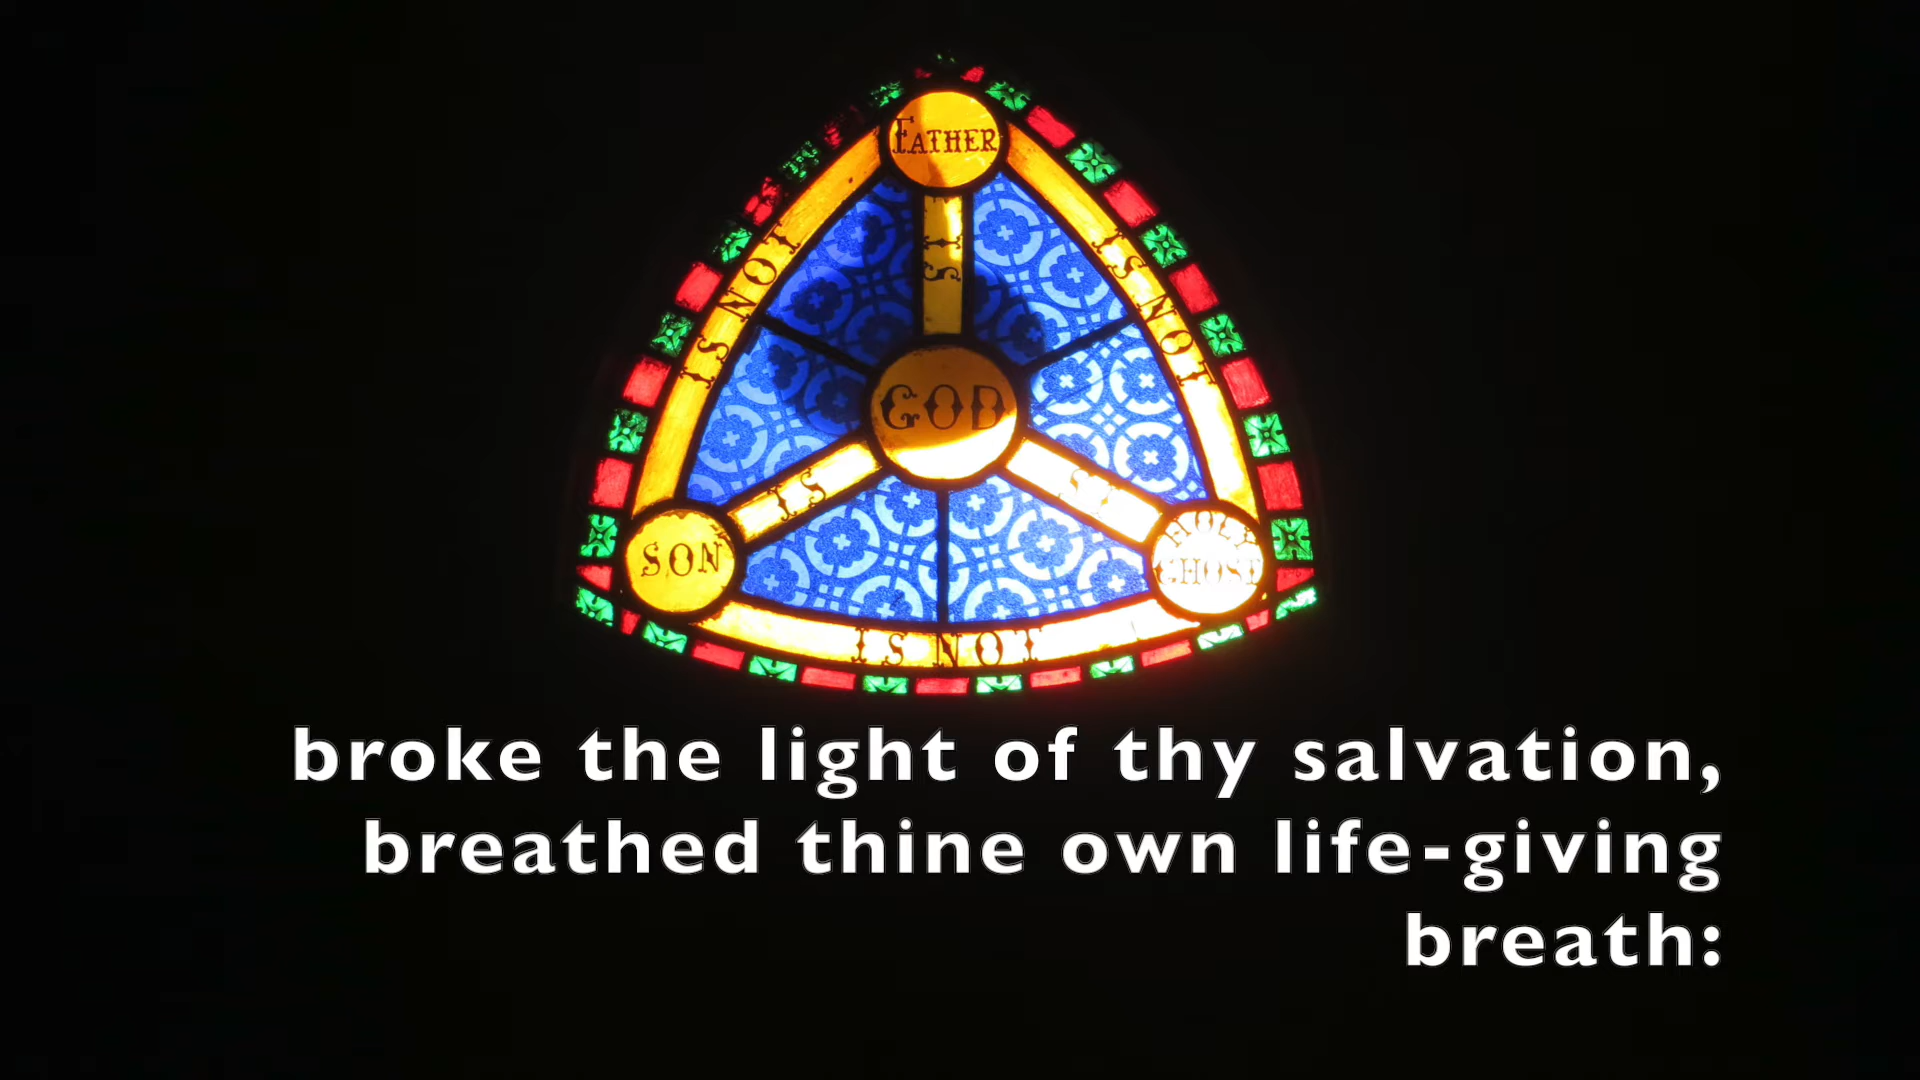 FATHER
IS
IS NOT
IS NOT
GOD
IS
IS
SON
HOLY
GHOST
IS NOT
broke the light of thy salvation,
breathed thine own life-giving
breath: